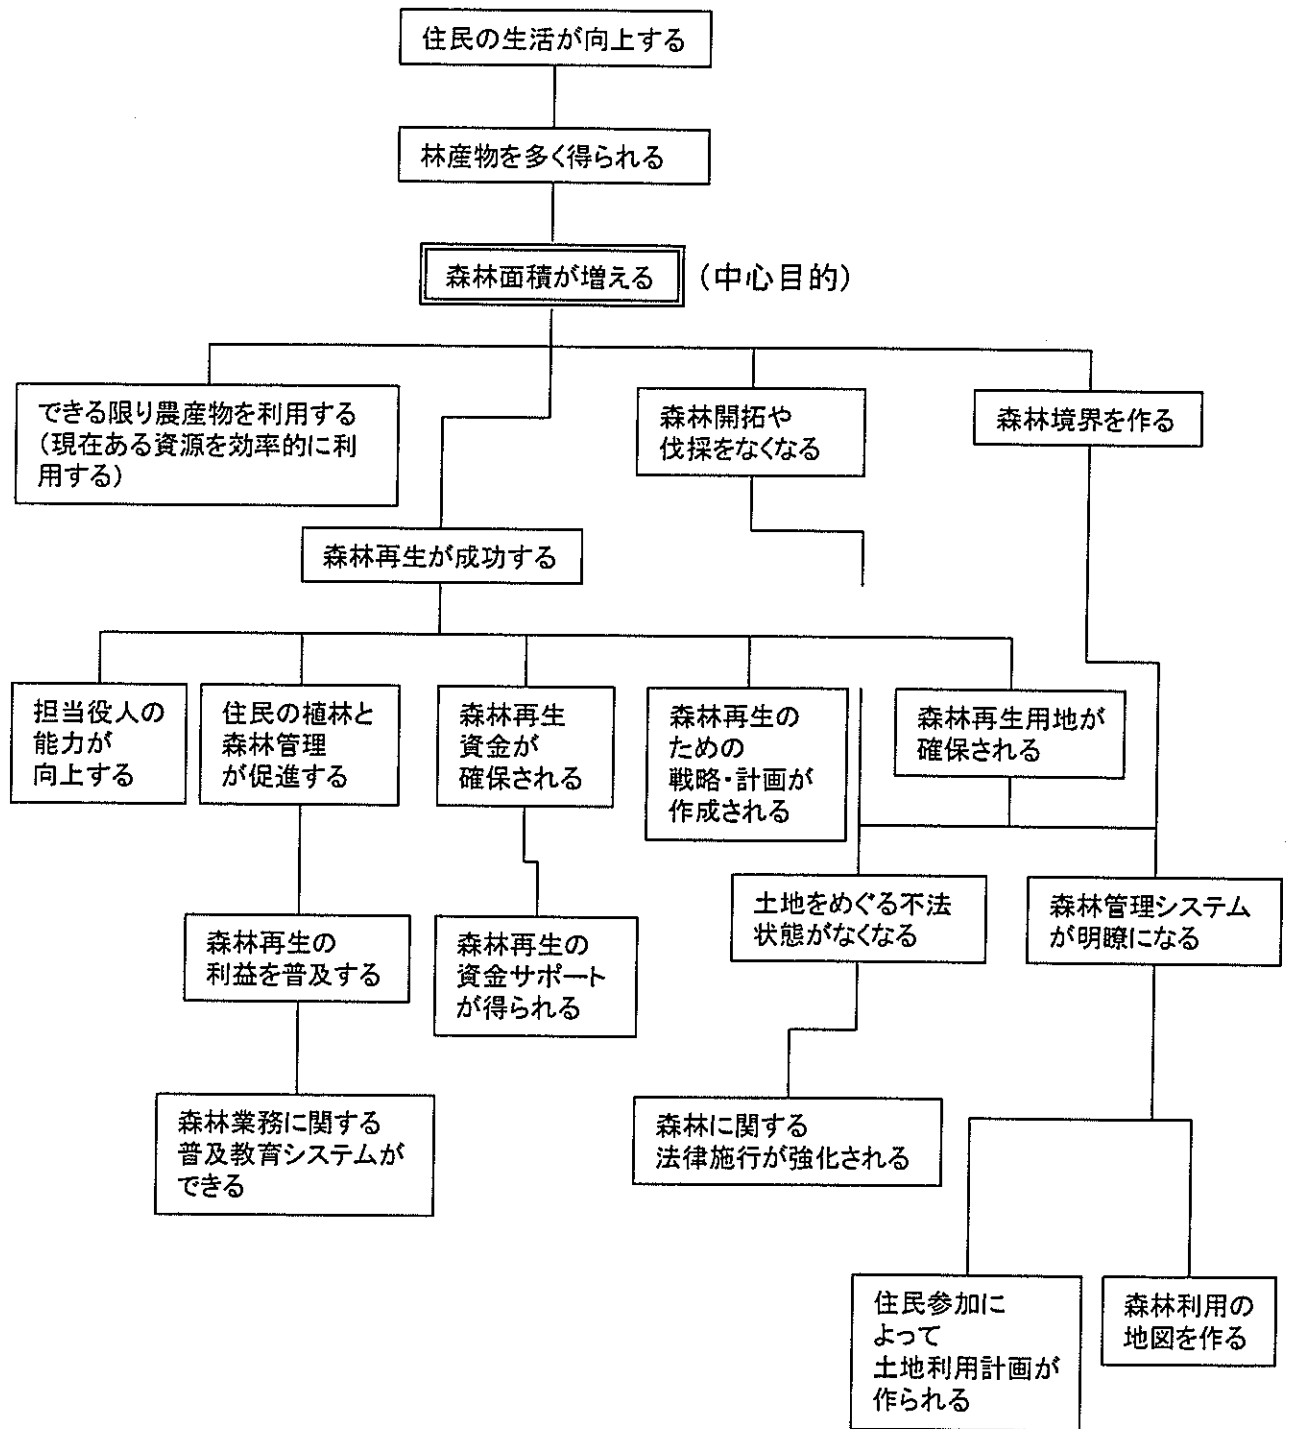 住民の生活が向上する
林産物を多く得られる
森林面積が増える
（中心目的）
できる限り農産物を利用する
（現在ある資源を効率的に利
用する）
森林開拓や
伐採をなくなる
森林境界を作る
森林再生が成功する
担当役人の
能力が
向上する
住民の植林と
森林管理
が促進する
森林再生
資金が
確保される
森林再生の
ための
戦略・計画が
作成される
森林再生用地が
確保される
土地をめぐる不法
状態がなくなる
森林管理システム
が明瞭になる
森林再生の
利益を普及する
森林再生の
資金サポート
が得られる
森林業務に関する
普及教育システムが
できる
森林に関する
法律施行が強化される
住民参加に
よって
土地利用計画が
作られる
森林利用の
地図を作る